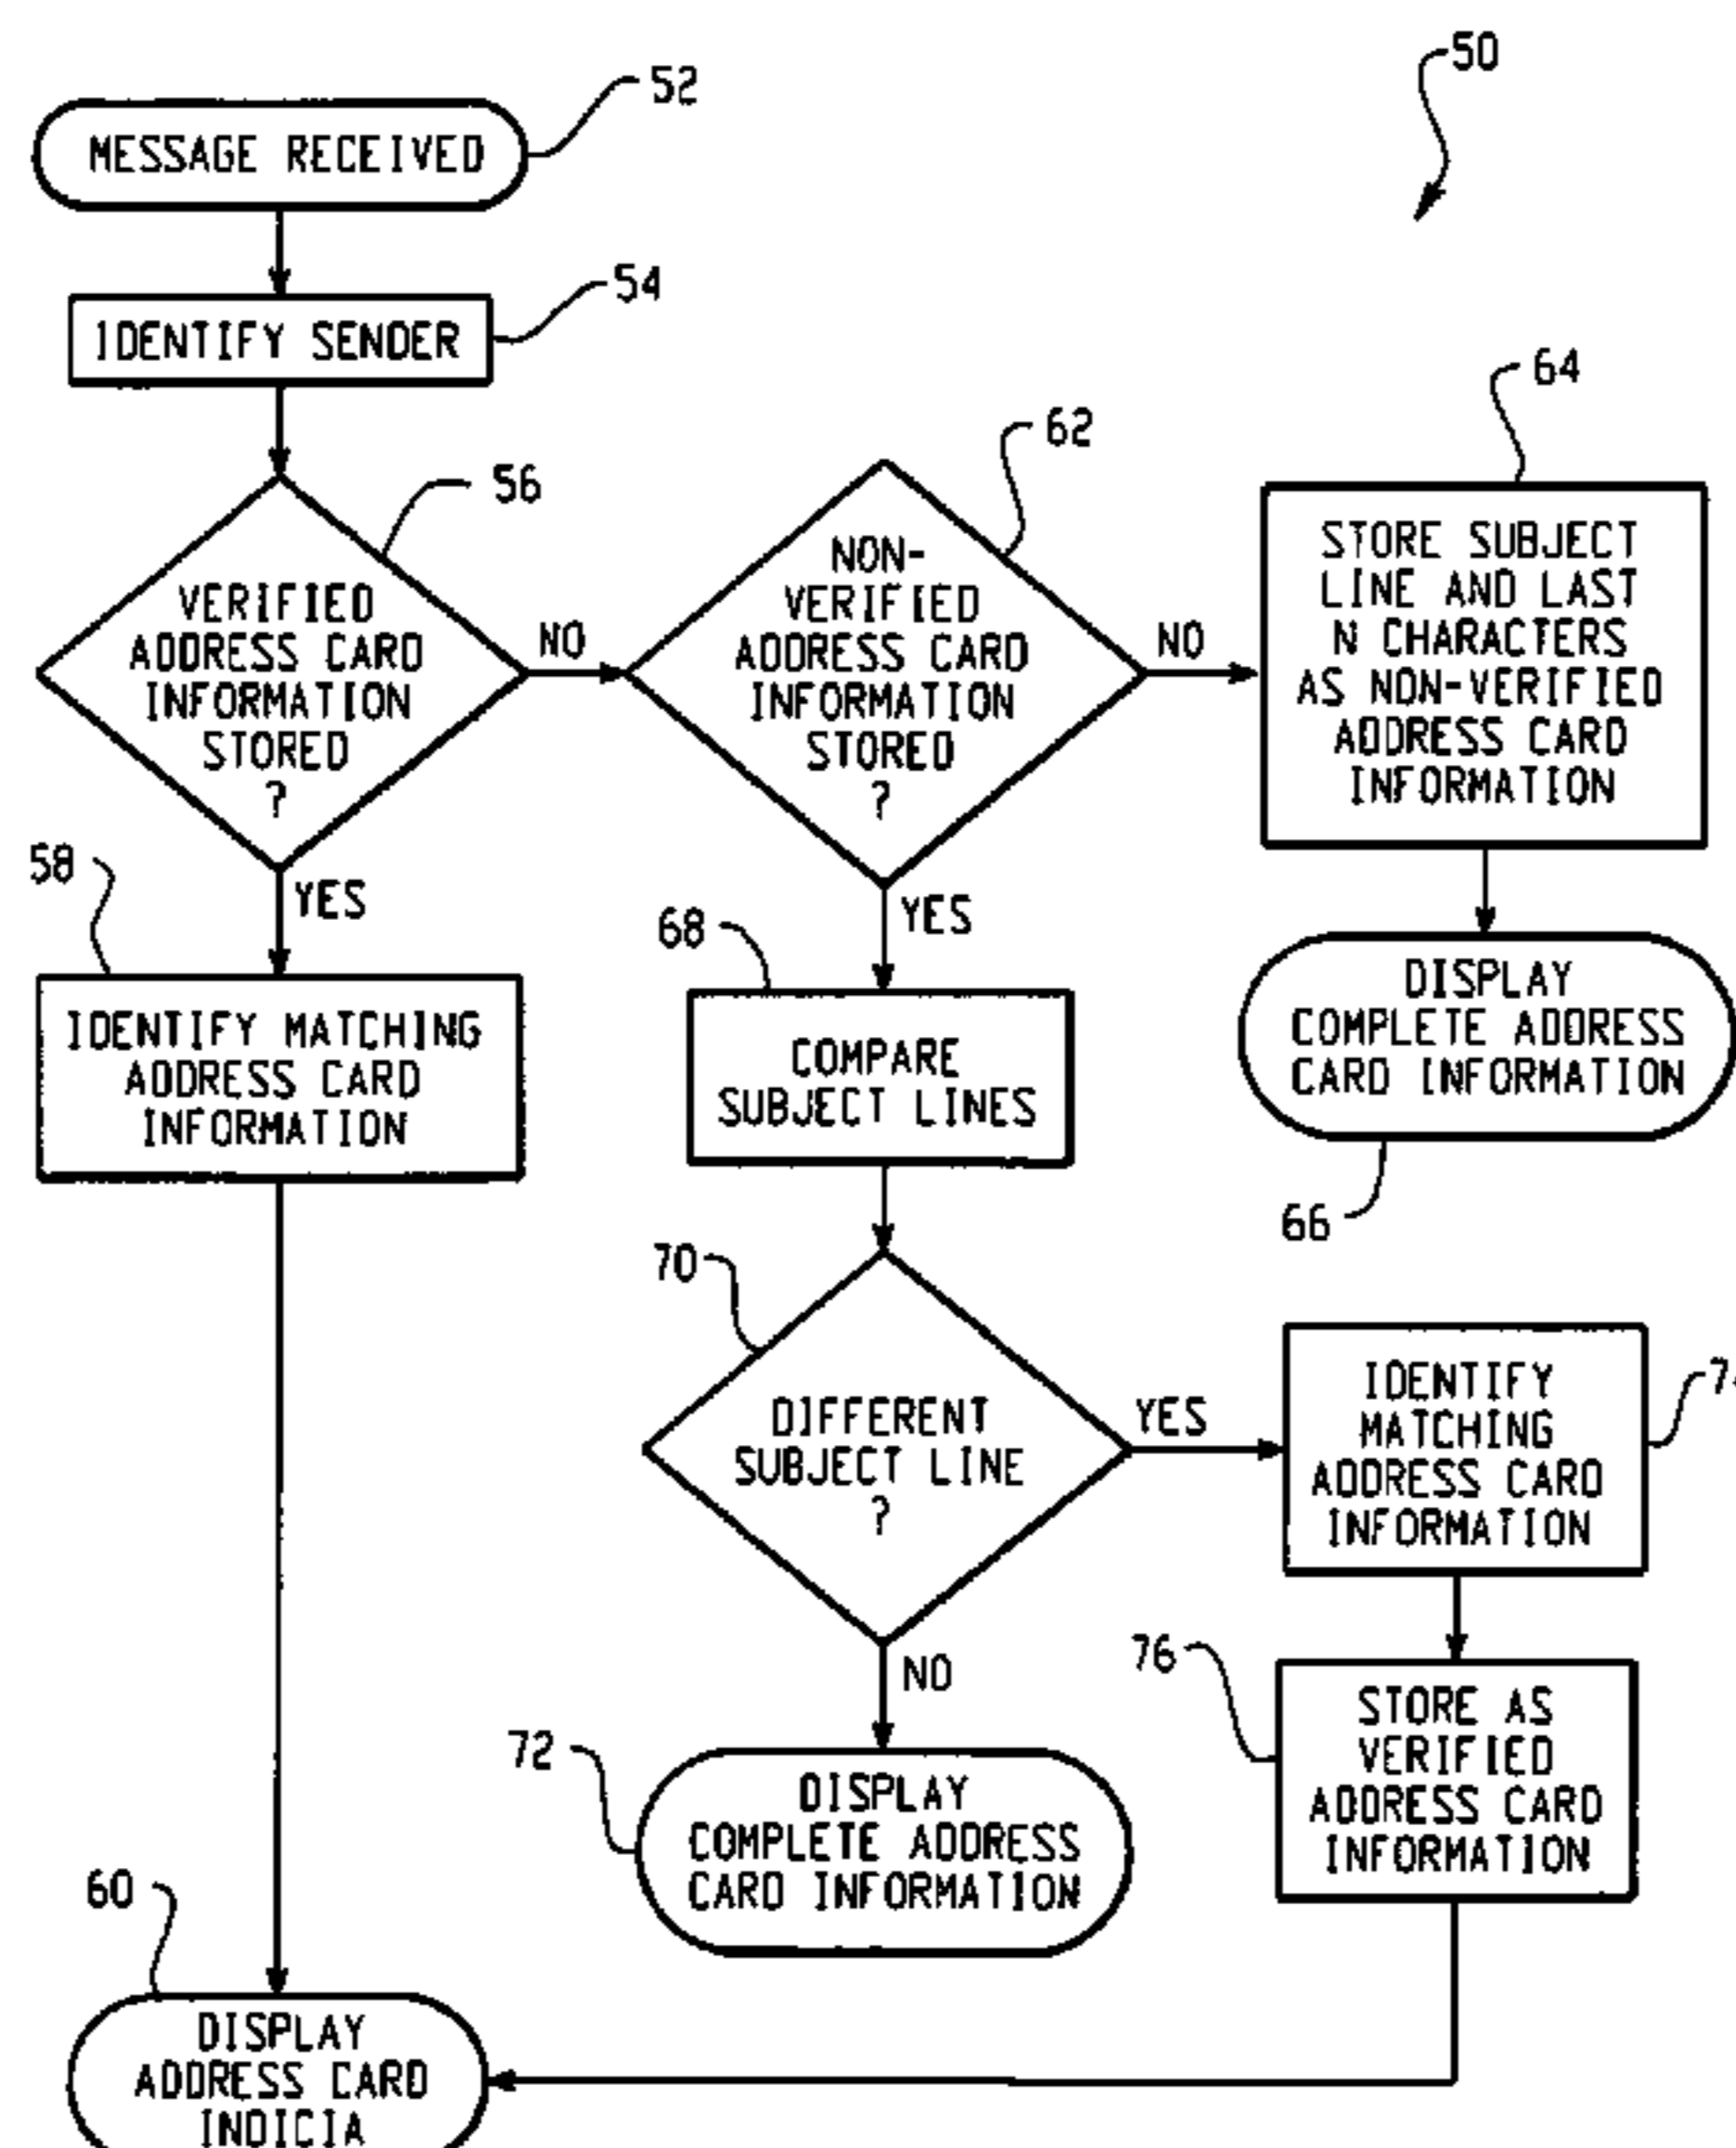 50
52
MESSAGE RECEIVED
54
IDENTIFY SENDER
56
VERIFIED
ADDRESS CARD
INFORMATION
STORED
?
NO
62
NON-
VERIFIED
ADDRESS CARD
INFORMATION
STORED
?
NO
64
STORE SUBJECT
LINE AND LAST
N CHARACTERS
AS NON-VERIFIED
ADDRESS CARD
INFORMATION
58
YES
IDENTIFY MATCHING
ADDRESS CARD
INFORMATION
68
YES
COMPARE
SUBJECT LINES
DISPLAY
COMPLETE ADDRESS
CARD INFORMATION
66
70
DIFFERENT
SUBJECT LINE
?
YES
IDENTIFY
MATCHING
ADDRESS CARD
INFORMATION
NO
76
STORE AS
VERIFIED
ADDRESS CARD
INFORMATION
72
DISPLAY
COMPLETE ADDRESS
CARD INFORMATION
60
DISPLAY
ADDRESS CARD
INDICIA